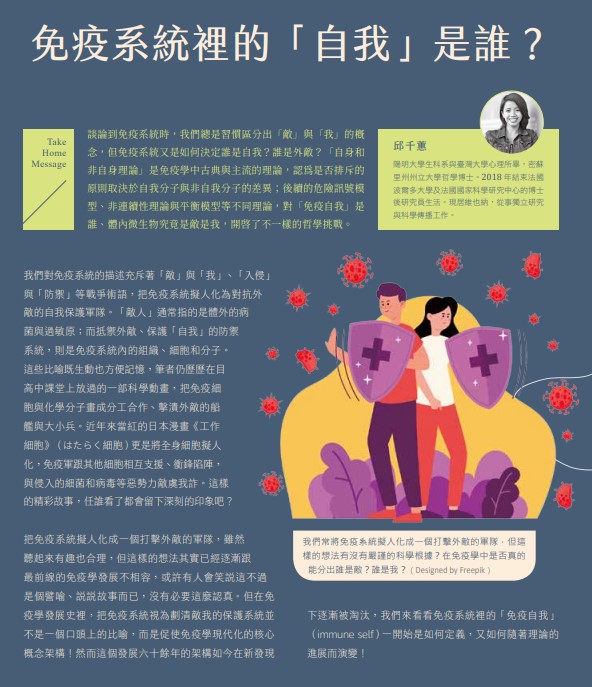 免疫系統裡的「自我」是誰？
Take
Home
Message
談論到免疫系統時，我們總是習慣區分出「敵」與「我」的概
念，但免疫系統又是如何決定誰是自我？誰是外敵？「自身和
非自身理論」是免疫學中古典與主流的理論，認為是否排斥的
原則取決於自我分子與非自我分子的差異；後續的危險訊號模
型、非連續性理論與平衡模型等不同理論，對「免疫自我」是
誰、體內微生物究竟是敵是我，開啓了不一樣的哲學挑戰。
邱千蕙
陽明大學生科系與臺灣大學心理所畢，密蘇
里州州立大學哲學博士。2018 年結束法國
波爾多大學及法國國家科學研究中心的博士
後研究員生活。現居維也納，從事獨立研究
與科學傳播工作。
我們對免疫系統的描述充斥著「敵」與「我」、「入侵」
與「防禦」等戰爭術語，把免疫系統擬人化為對抗外
敵的自我保護軍隊。「敵人」通常指的是體外的病
菌與過敏原；而抵禦外敵、保護「自我」的防禦
系統，則是免疫系統內的組織、細胞和分子。
這些比喻既生動也方便記憶，筆者仍歷歷在目
高中課堂上放過的一部科學動畫，把免疫細
胞與化學分子畫成分工合作、擊潰外敵的船
艦與大小兵。近年來當紅的日本漫畫《工作
細胞》（はたらく細胞）更是將全身細胞擬人
化，免疫軍跟其他細胞相互支援、衝鋒陷陣，
與侵入的細菌和病毒等惡勢力敵虞我詐。這樣
的精彩故事，任誰看了都會留下深刻的印象吧？
把免疫系統擬人化成一個打擊外敵的軍隊，雖然
聽起來有趣也合理，但這樣的想法其實已經逐漸跟
最前線的免疫學發展不相容，或許有人會笑說這不過
是個譬喻、說說故事而已，沒有必要這麼認真。但在免
疫學發展史裡，把免疫系統視為劃清敵我的保護系統並
不是一個口頭上的比喻，而是促使免疫學現代化的核心
概念架構！然而這個發展六十餘年的架構如今在新發現
我們常將免疫系統擬人化成一個打擊外敵的軍隊，但這
樣的想法有沒有嚴謹的科學根據？在免疫學中是否真的
能分出誰是敵？誰是我？（Designed by Freepik）
下逐漸被淘汰，我們來看看免疫系統裡的「免疫自我」
（immune self）一開始是如何定義，又如何隨著理論的
進展而演變！